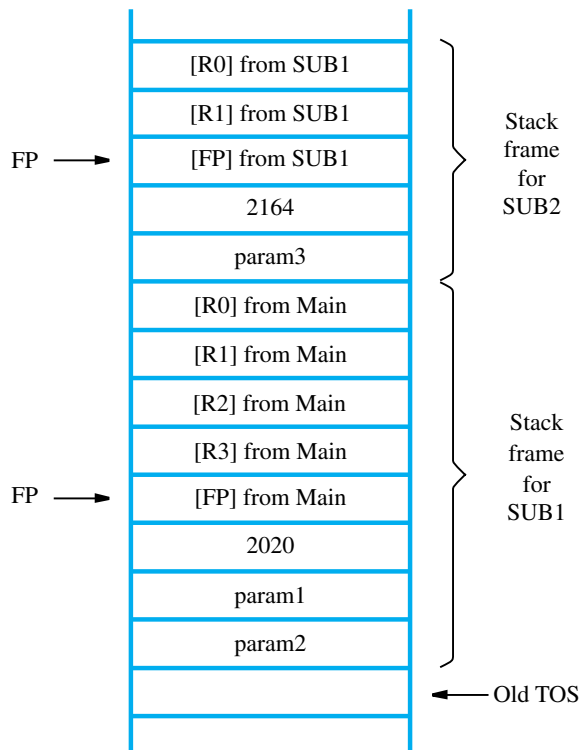 [R0] from SUB1
[R1] from SUB1
FP
[FP] from SUB1
2164
param3
Stack
frame
for
SUB2
[R0] from Main
[R1] from Main
[R2] from Main
[R3] from Main
FP
[FP] from Main
2020
param1
param2
Stack
frame
for
SUB1
Old TOS